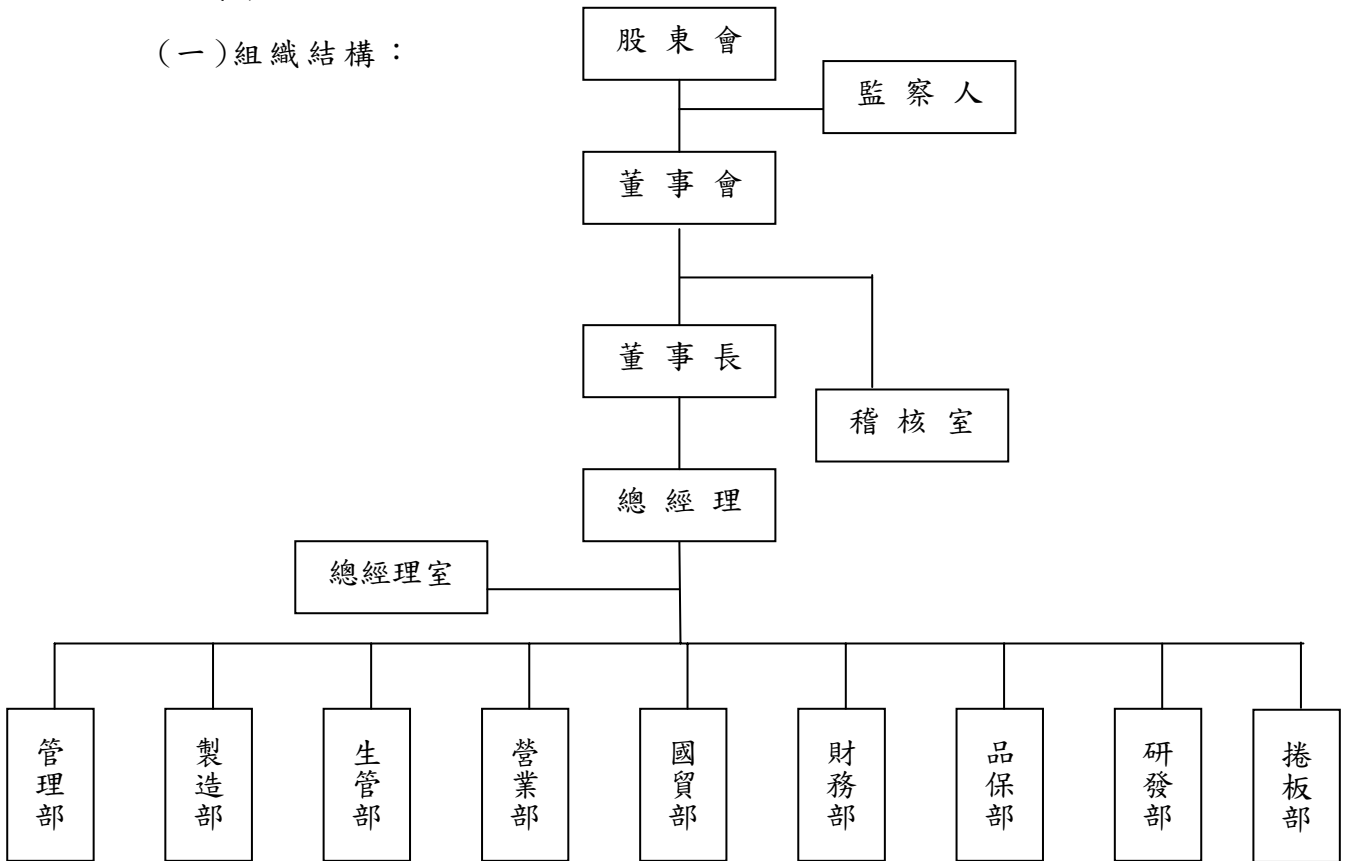 (一)組織結構：
股東會
監察人
董事會
董事長
稽核室
總經理
總經理室
管理部
製造部
生管部
營業部
國貿部
財務部
品保部
研發部
捲板部